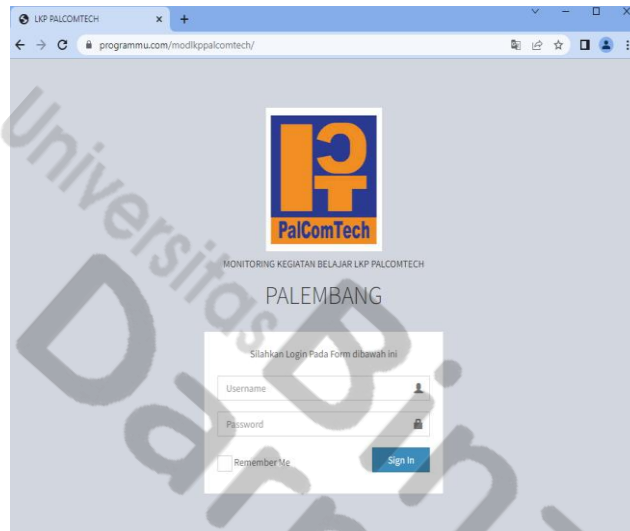 LKP PALCOMTECH
programmu.com/modlkppalcomtech/
PalComTech
MONITORING KEGIATAN BELAJAR LKP PALCOMTECH
PALEMBANG
Silahkan Login Pada Form dibawah ini
Username
Password
Remember Me
Sign In
Universitas
Bina
Darm